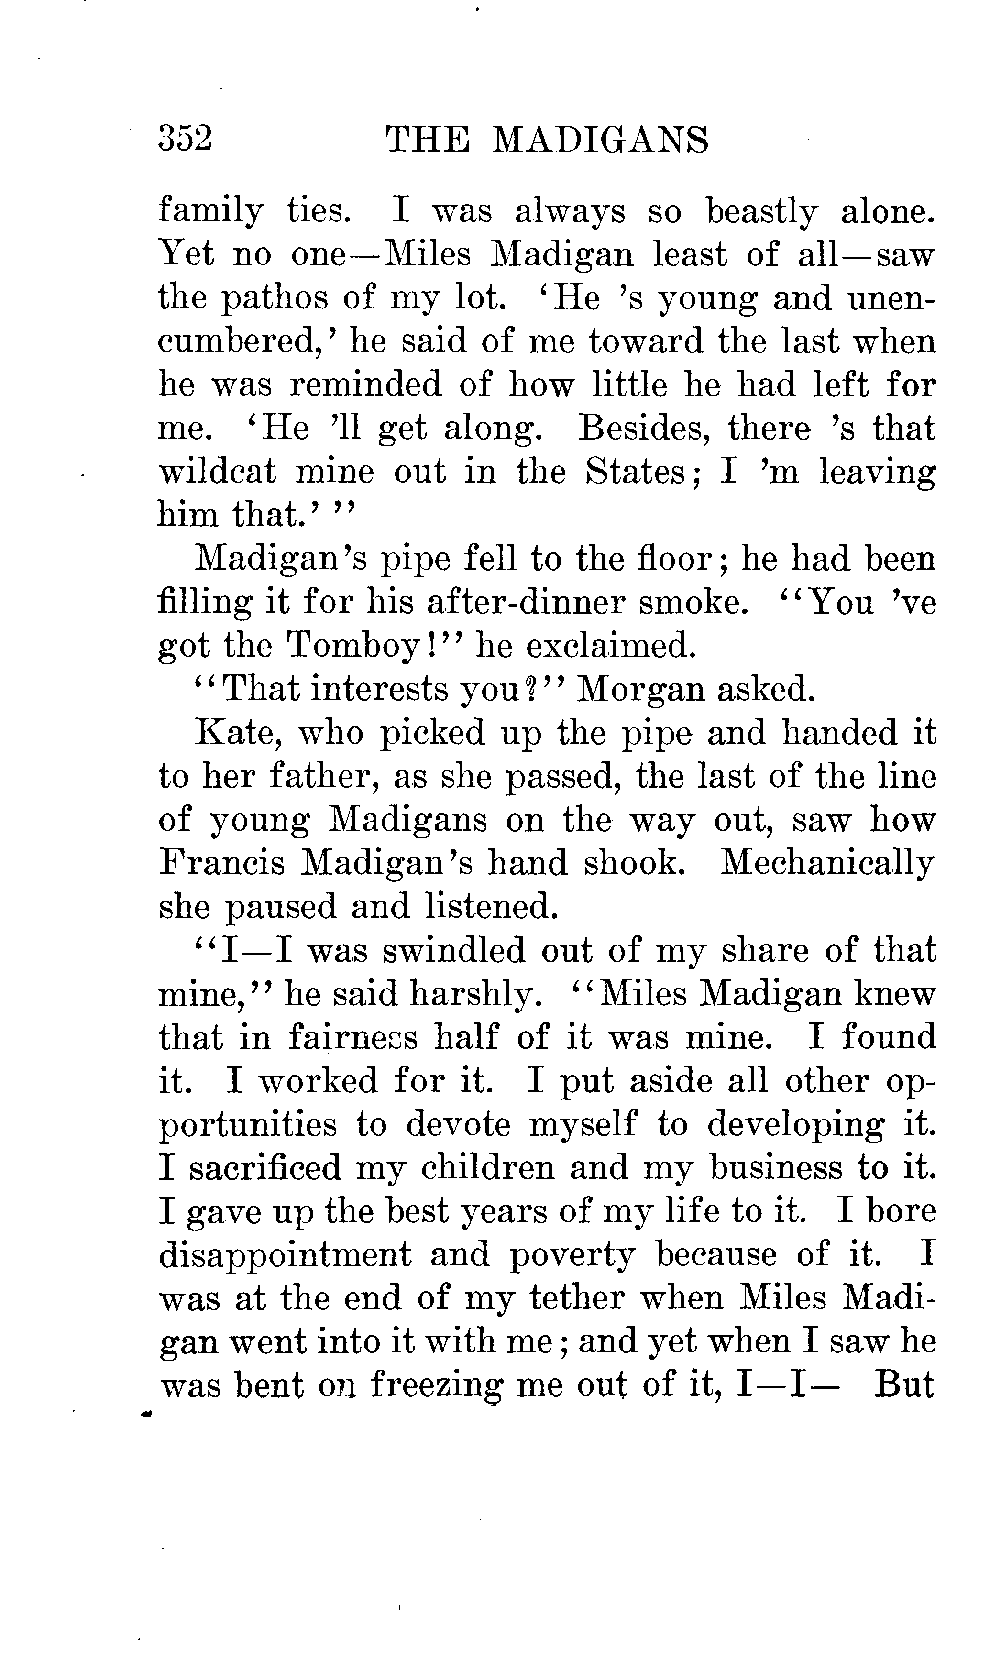 352 THE MADIGANS
family ties. I was always so beastly alone.
Yet no one—Miles Madigan least of all—saw
the pathos of my lot. 'He 's young and unen-
cumbered,' he said of me toward the last when
he was reminded of how little he had left for
me. 'He 'll get along. Besides, there 's that
wildcat mine out in the States; I 'm leaving
him that.' "
Madigan's pipe fell to the floor; he had been
filling it for his after-dinner smoke. "You 've
got the Tomboy!" he exclaimed.
"That interests you?" Morgan asked.
Kate, who picked up the pipe and handed it
to her father, as she passed, the last of the line
of young Madigans on the way out, saw how
Francis Madigan's hand shook. Mechanically
she paused and listened.
"I—I was swindled out of my share of that
mine," he said harshly. "Miles Madigan knew
that in fairness half of it was mine. I found
it. I worked for it. I put aside all other op-
portunities to devote myself to developing it.
I sacrificed my children and my business to it.
I gave up the best years of my life to it. I bore
disappointment and poverty because of it. I
was at the end of my tether when Miles Madi-
gan went into it with me; and yet when I saw he
was bent on freezing me out of it, I—I— But